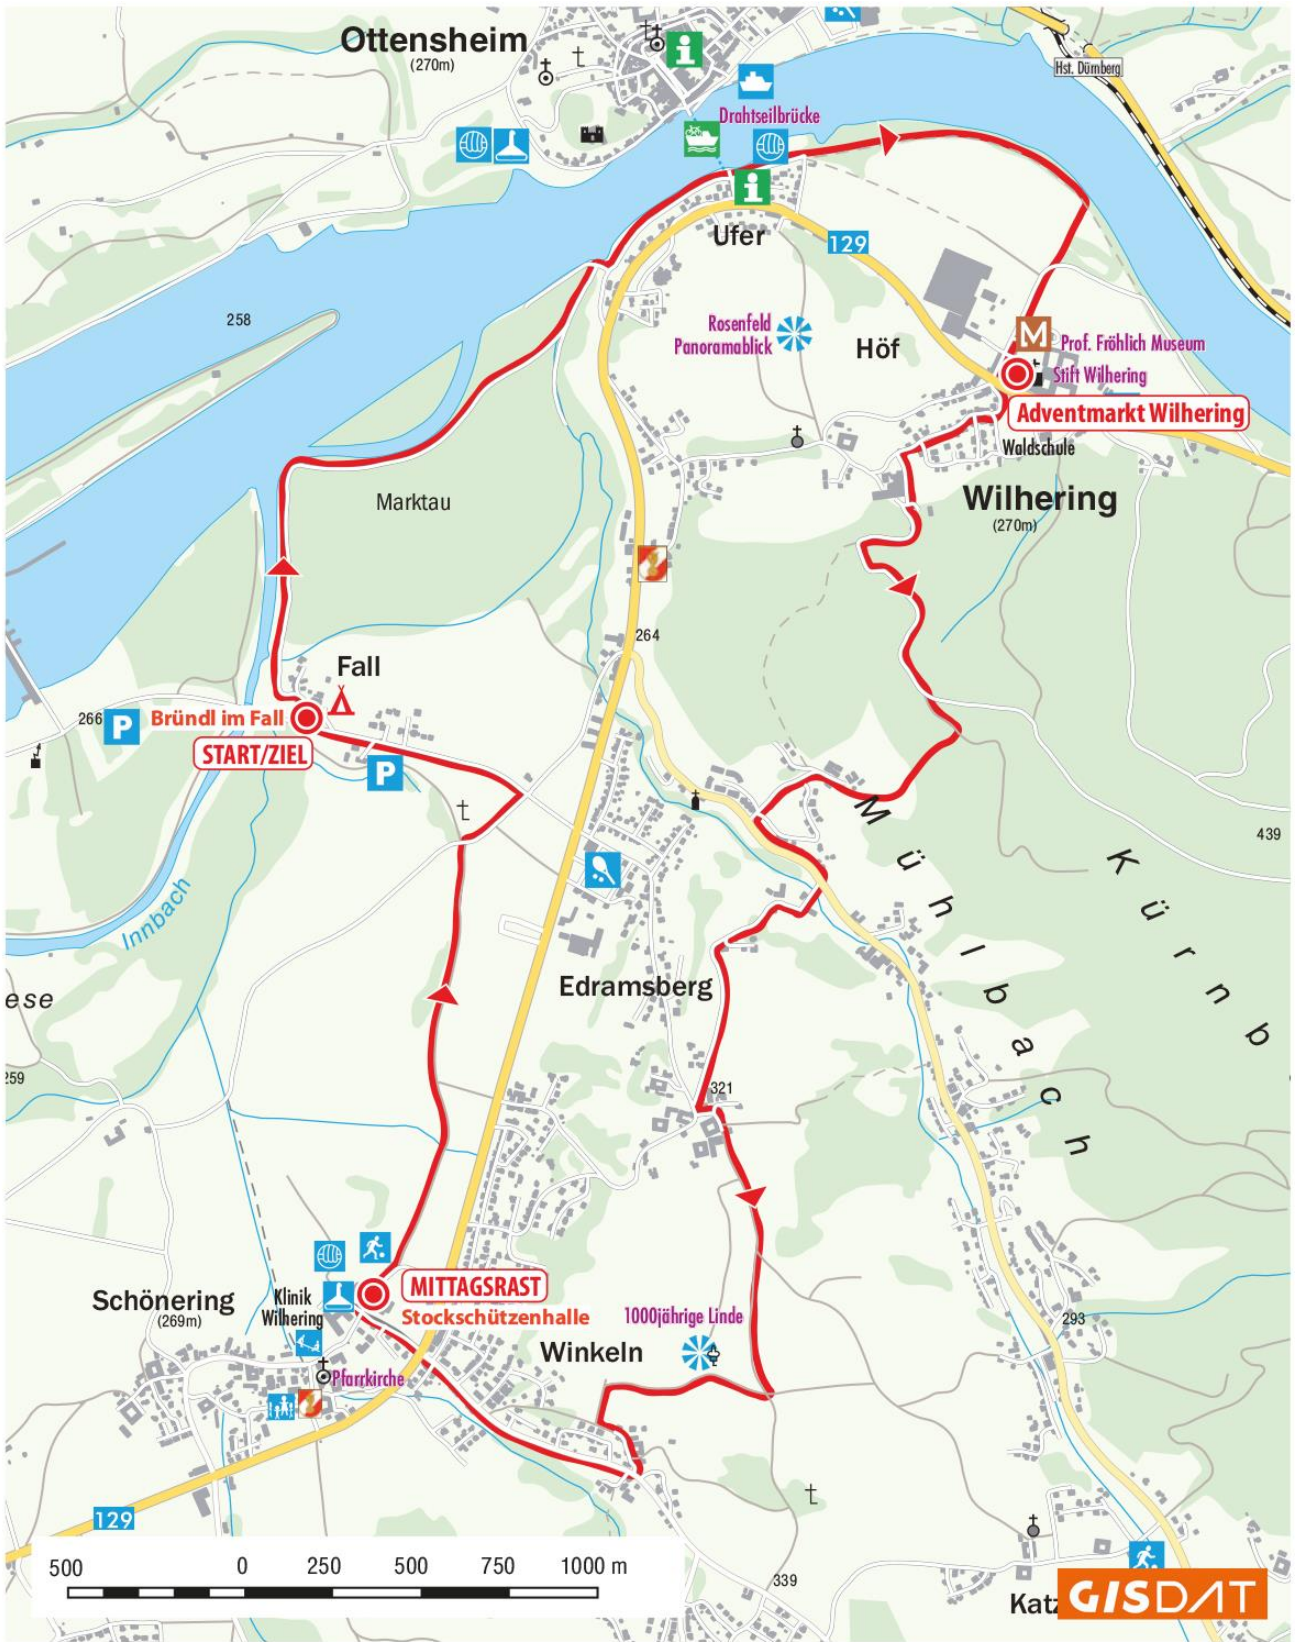 Ottensheim
(270m)
Hst. Dürnberg
Drahtseilbrücke
Ufer
129
258
Rosenfeld
Panoramablick
Höf
M
Prof. Fröhlich Museum
Stift Wilhering
Adventmarkt Wilhering
Waldschule
Wilhering
(270m)
Marktau
264
Fall
266
P
Bründl im Fall
START/ZIEL
P
439
Mühlbach
Kürnb
Innbach
Edramsberg
ese
259
321
MITTAGSRAST
Stockschützenhalle
Schönering
(269m)
Klinik
Wilhering
Pfarrkirche
1000jährige Linde
Winkeln
293
129
500 0 250 500 750 1000 m
339
Katz
GISDAT